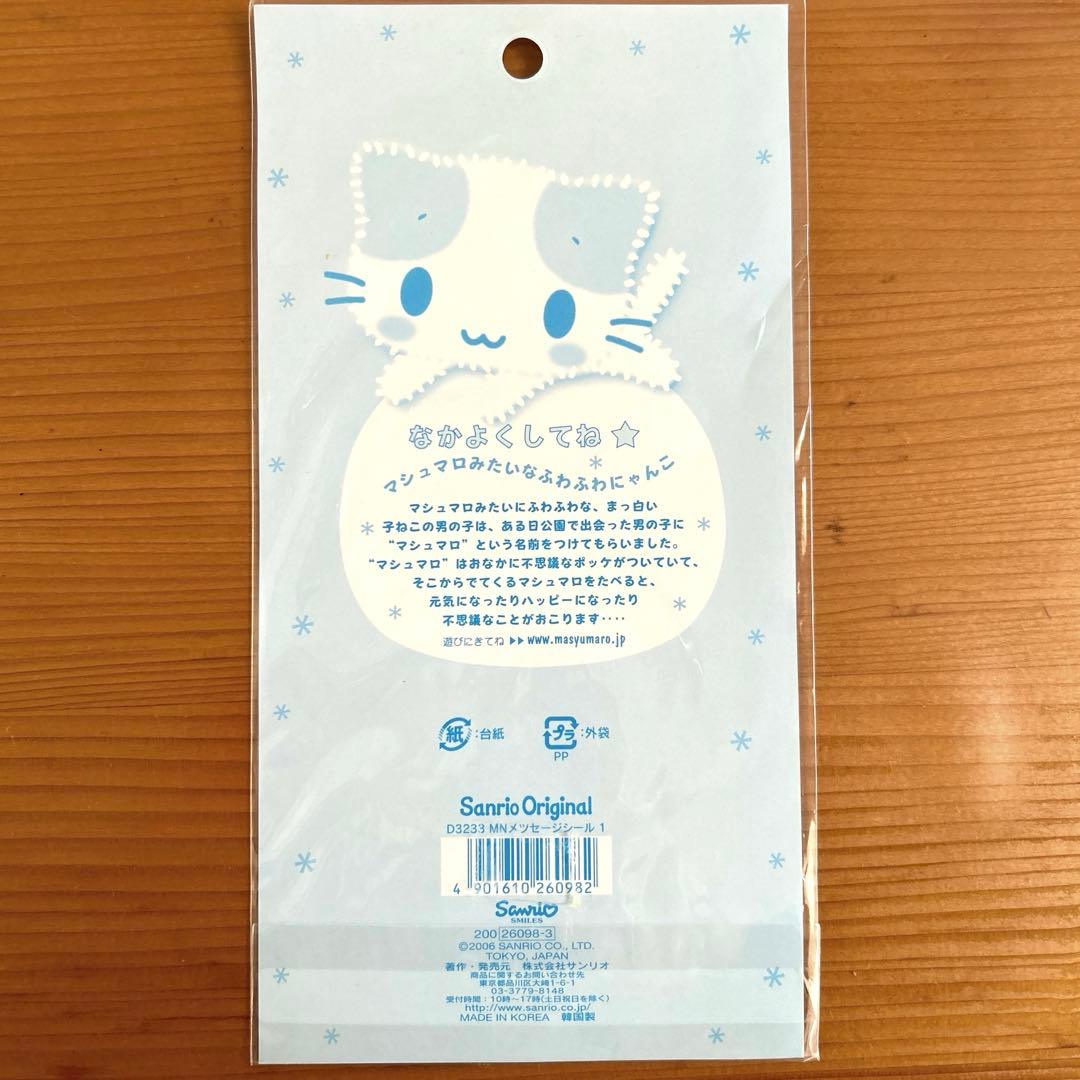 なかよくしてね☆
マシュマロみたいなふわふわにゃんこ
マシュマロみたいにふわふわな、まっ白い
子ねこの男の子は、ある日公園で出会った男の子に
“マシュマロ”という名前をつけてもらいました。
“マシュマロ”はおなかに不思議なポッケがついていて、
そこからでてくるマシュマロをたべると、
元気になったりハッピーになったり
不思議なことがおこります‥‥
遊びにきてね ▶▶ www.masyumaro.jp
紙:台紙 プラ:外袋
PP
Sanrio Original
D3233 MNメツセージシール 1
4 901610 260982
Sanrio
SMILES
200 26098-3
©2006 SANRIO CO., LTD.
TOKYO, JAPAN
著作・発売元 株式会社サンリオ
商品に関するお問い合わせ先
東京都品川区大崎1-6-1
03-3779-8148
受付時間：10時〜17時(土日祝日を除く)
http://www.sanrio.co.jp/
MADE IN KOREA 韓国製